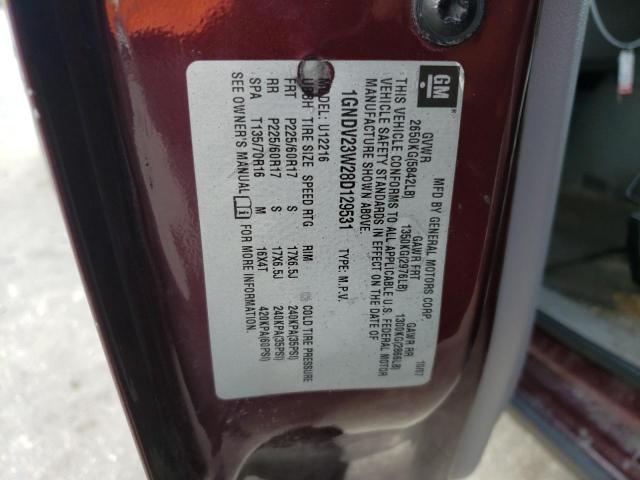 GM
MFD BY GENERAL MOTORS CORP. 10/07
GVWR GAWR FRT GAWR RR
2650KG(5842LB) 1350KG(2976LB) 1300KG(2866LB)
THIS VEHICLE CONFORMS TO ALL APPLICABLE U.S. FEDERAL MOTOR
VEHICLE SAFETY STANDARDS IN EFFECT ON THE DATE OF
MANUFACTURE SHOWN ABOVE.
1GNDV23W28D129531 TYPE: M.P.V.
MODEL: U12216
TIRE SIZE SPEED RTG RIM COLD TIRE PRESSURE
FRT P225/60R17 S 17X6.5J 240KPA(35PSI)
RR P225/60R17 S 17X6.5J 240KPA(35PSI)
SPA T135/70R16 M 16X4T 420KPA(60PSI)
SEE OWNER'S MANUAL FOR MORE INFORMATION.